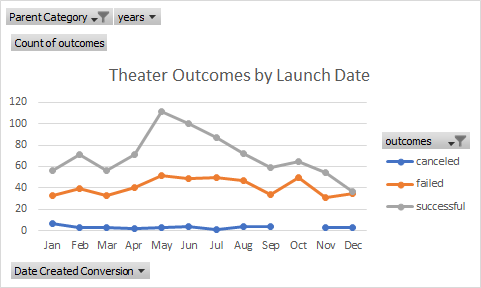 Parent Category years
Count of outcomes
Theater Outcomes by Launch Date
120
100
80
60
40
20
0
Jan Feb Mar Apr May Jun Jul Aug Sep Oct Nov Dec
outcomes
canceled
failed
successful
Date Created Conversion